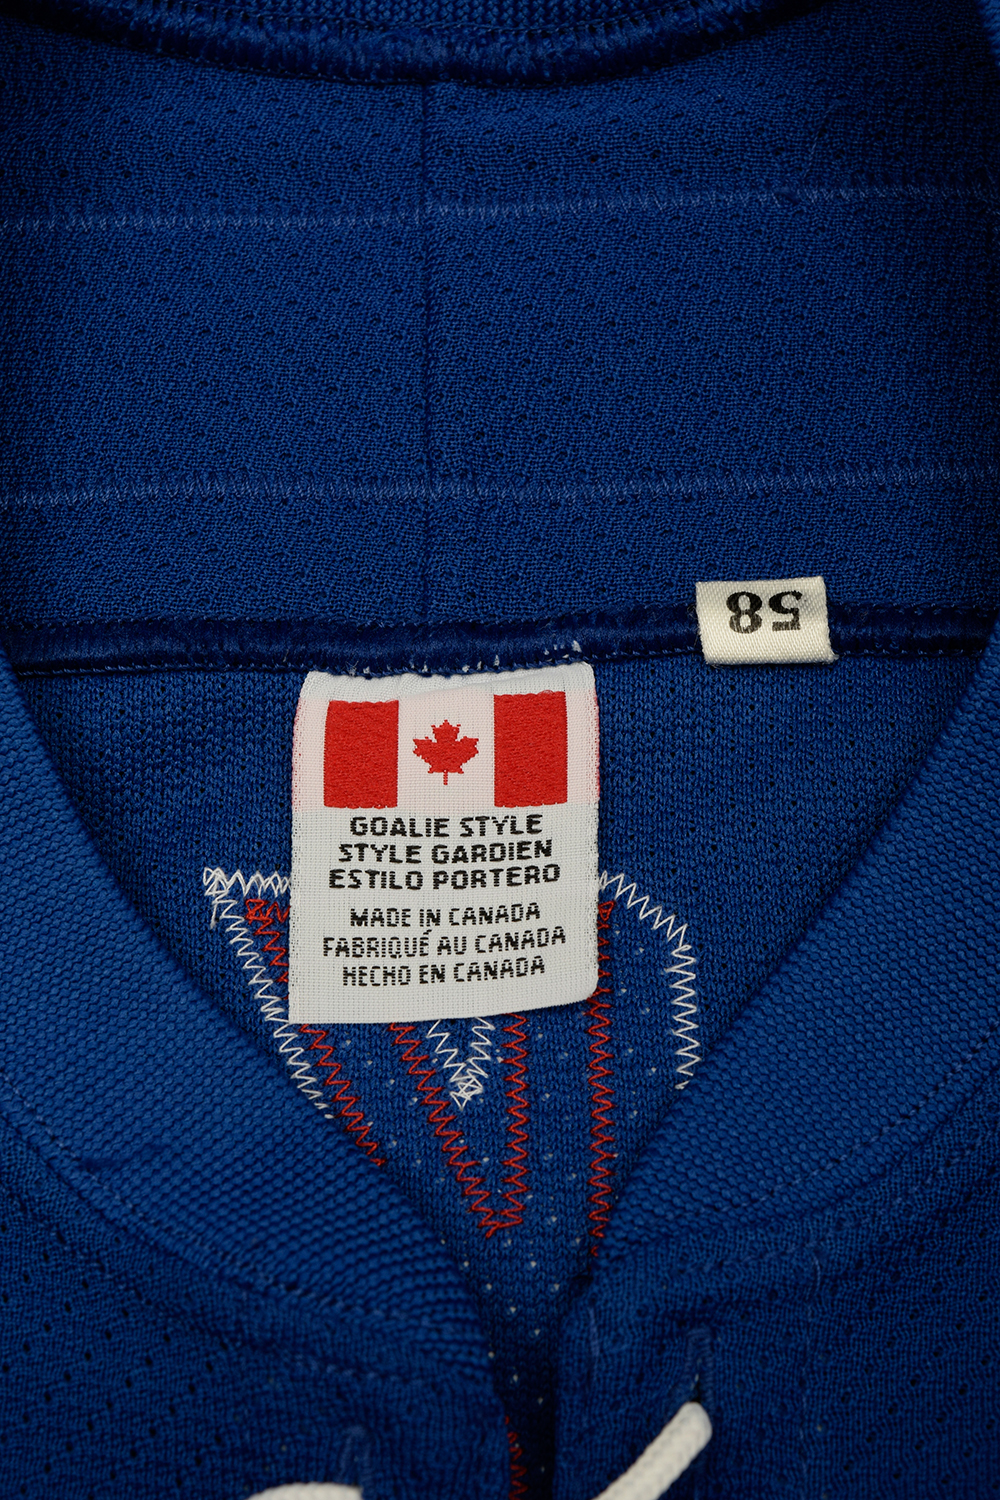 58
GOALIE STYLE
STYLE GARDIEN
ESTILO PORTERO
MADE IN CANADA
FABRIQUÉ AU CANADA
HECHO EN CANADA